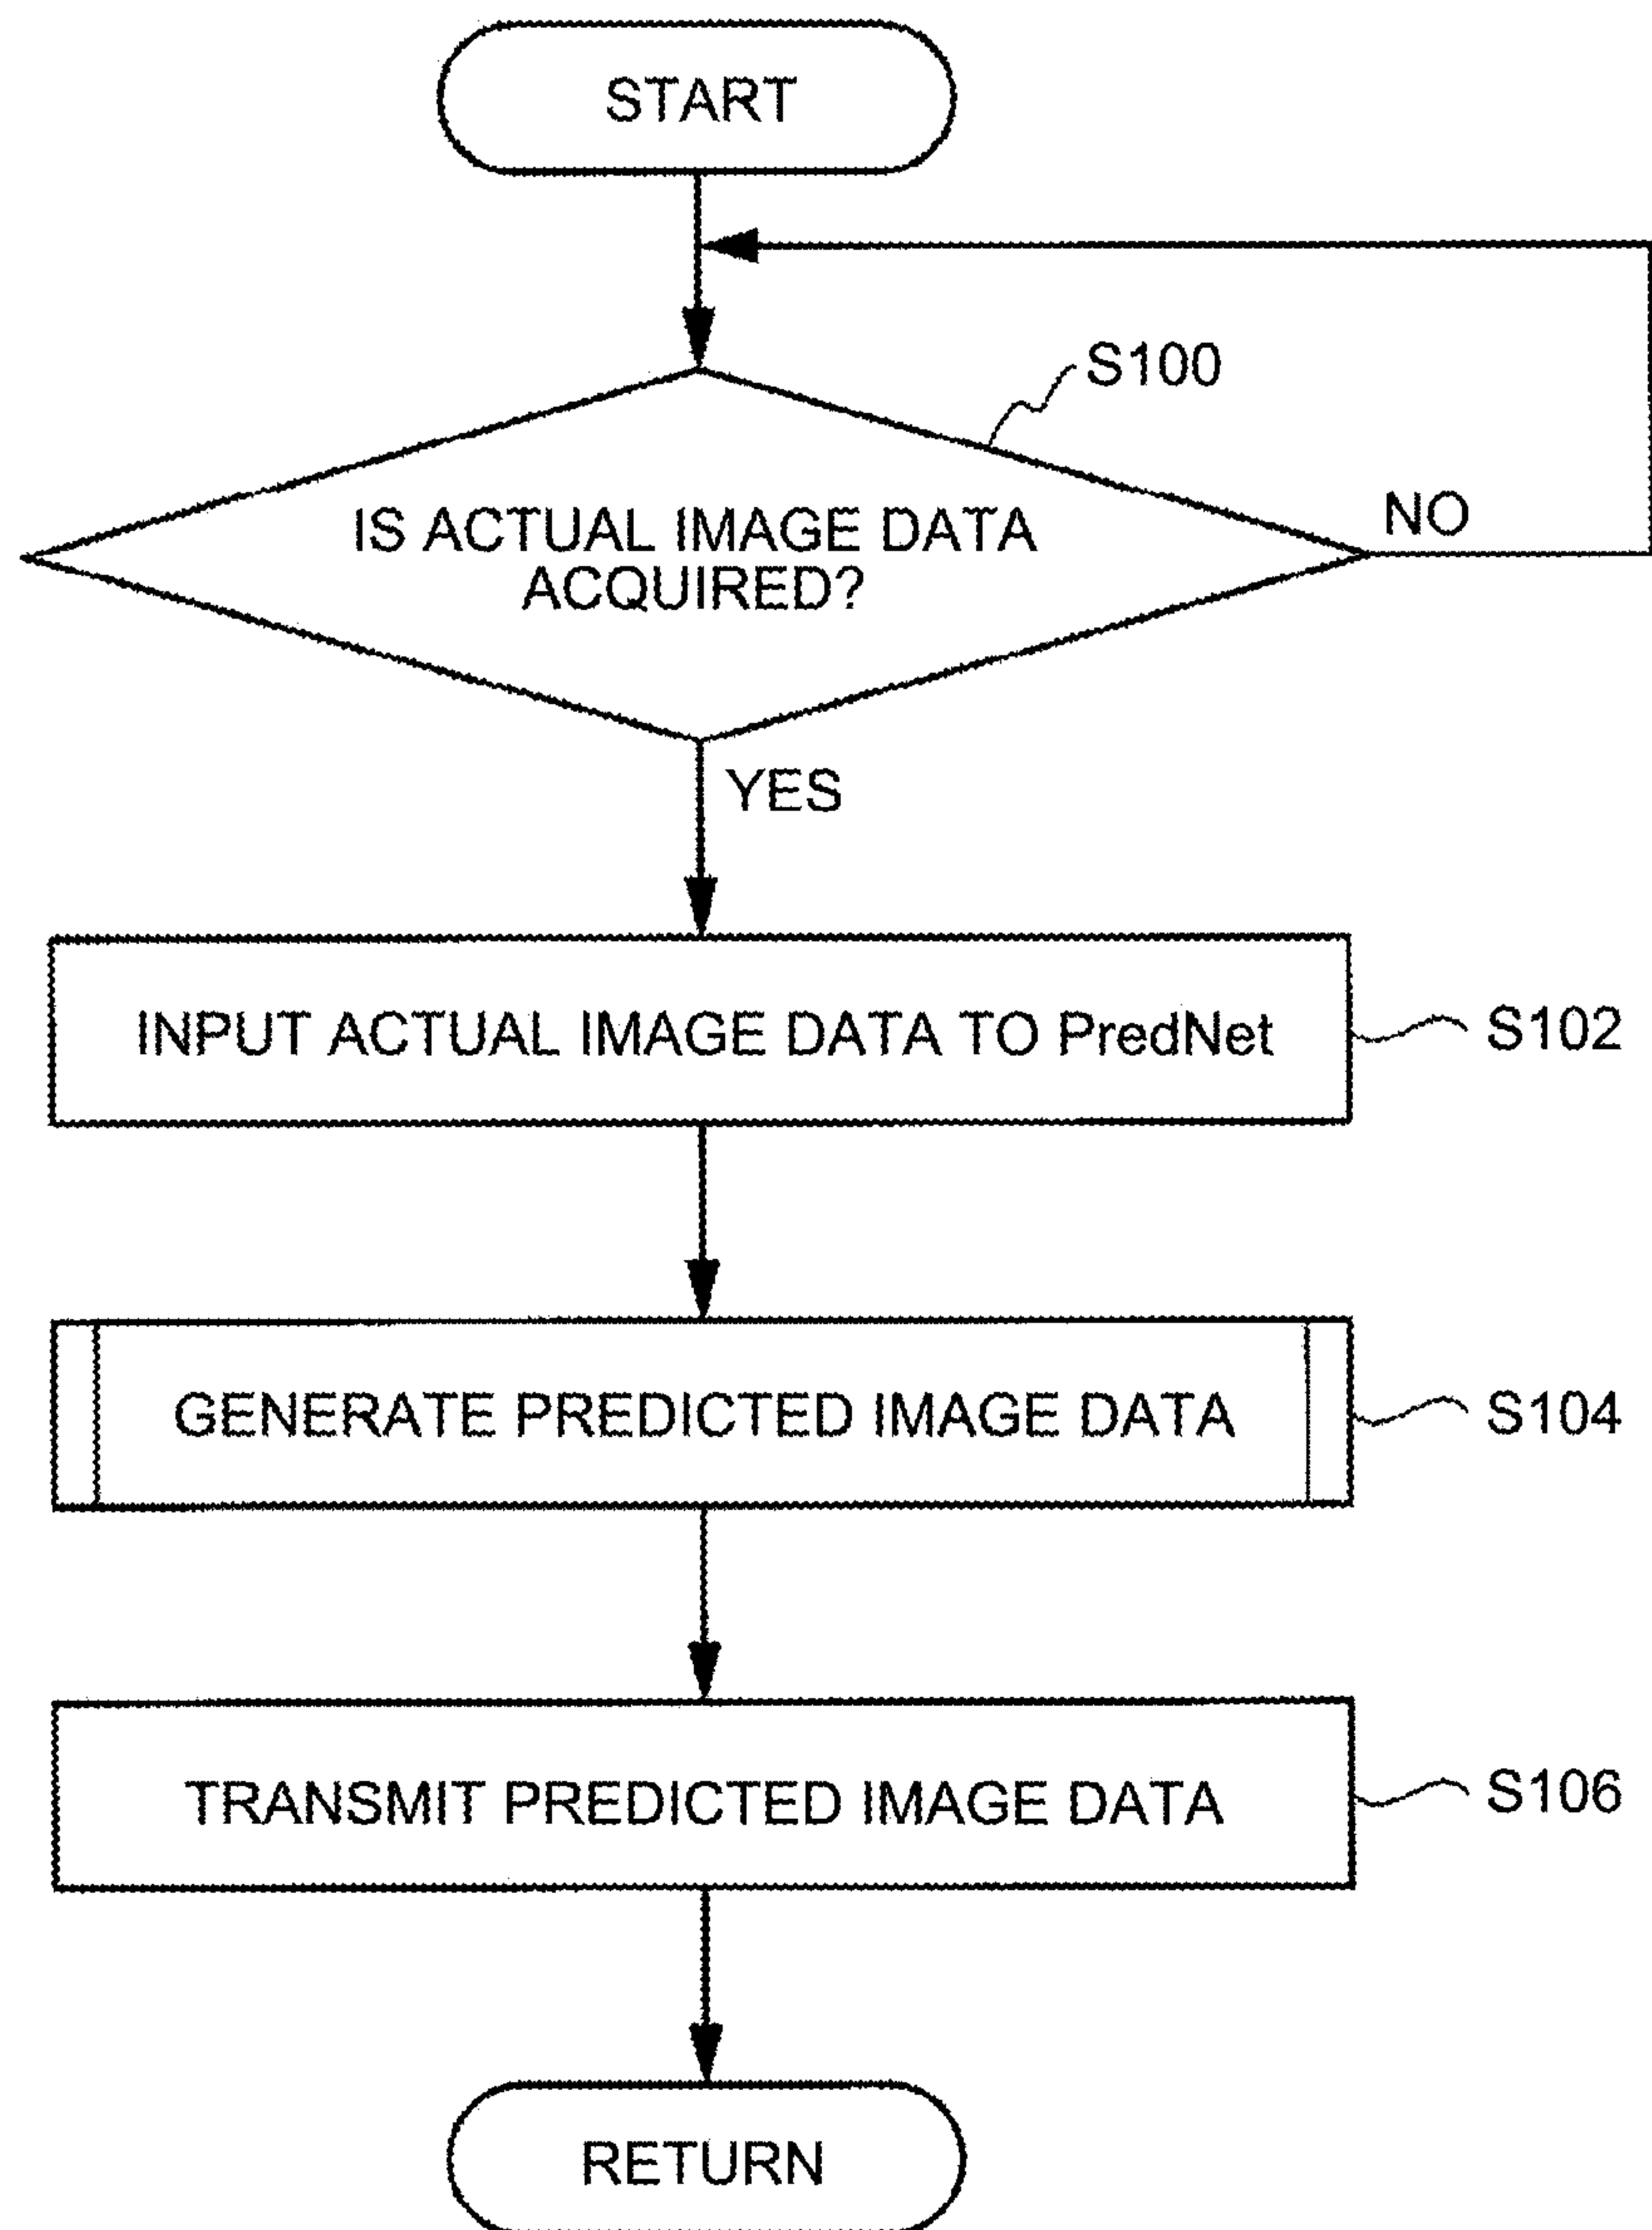 START
S100
IS ACTUAL IMAGE DATA
ACQUIRED?
NO
YES
INPUT ACTUAL IMAGE DATA TO PredNet
S102
GENERATE PREDICTED IMAGE DATA
S104
TRANSMIT PREDICTED IMAGE DATA
S106
RETURN